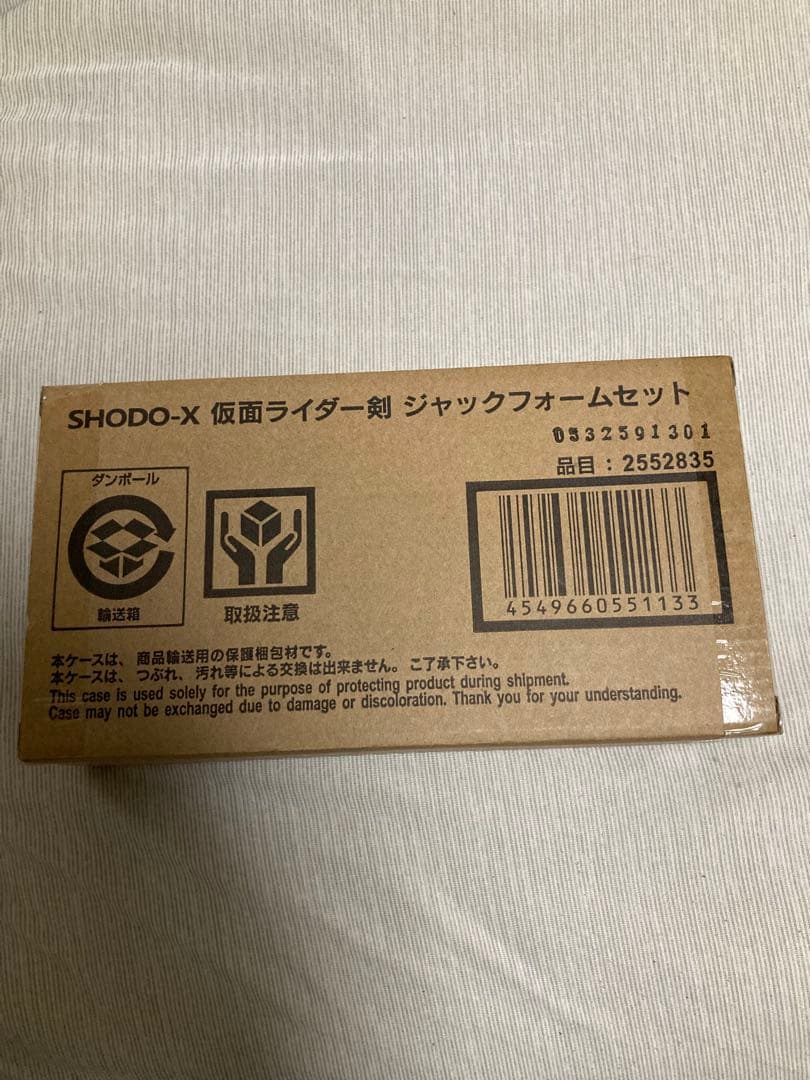 SHODO-X 仮面ライダー剣 ジャックフォームセット
0532591301
品目：2552835
ダンボール
輸送箱
取扱注意
4549660551133
本ケースは、商品輸送用の保護梱包材です。
本ケースは、つぶれ、汚れ等による交換は出来ません。ご了承下さい。
This case is used solely for the purpose of protecting product during shipment.
Case may not be exchanged due to damage or discoloration. Thank you for your understanding.